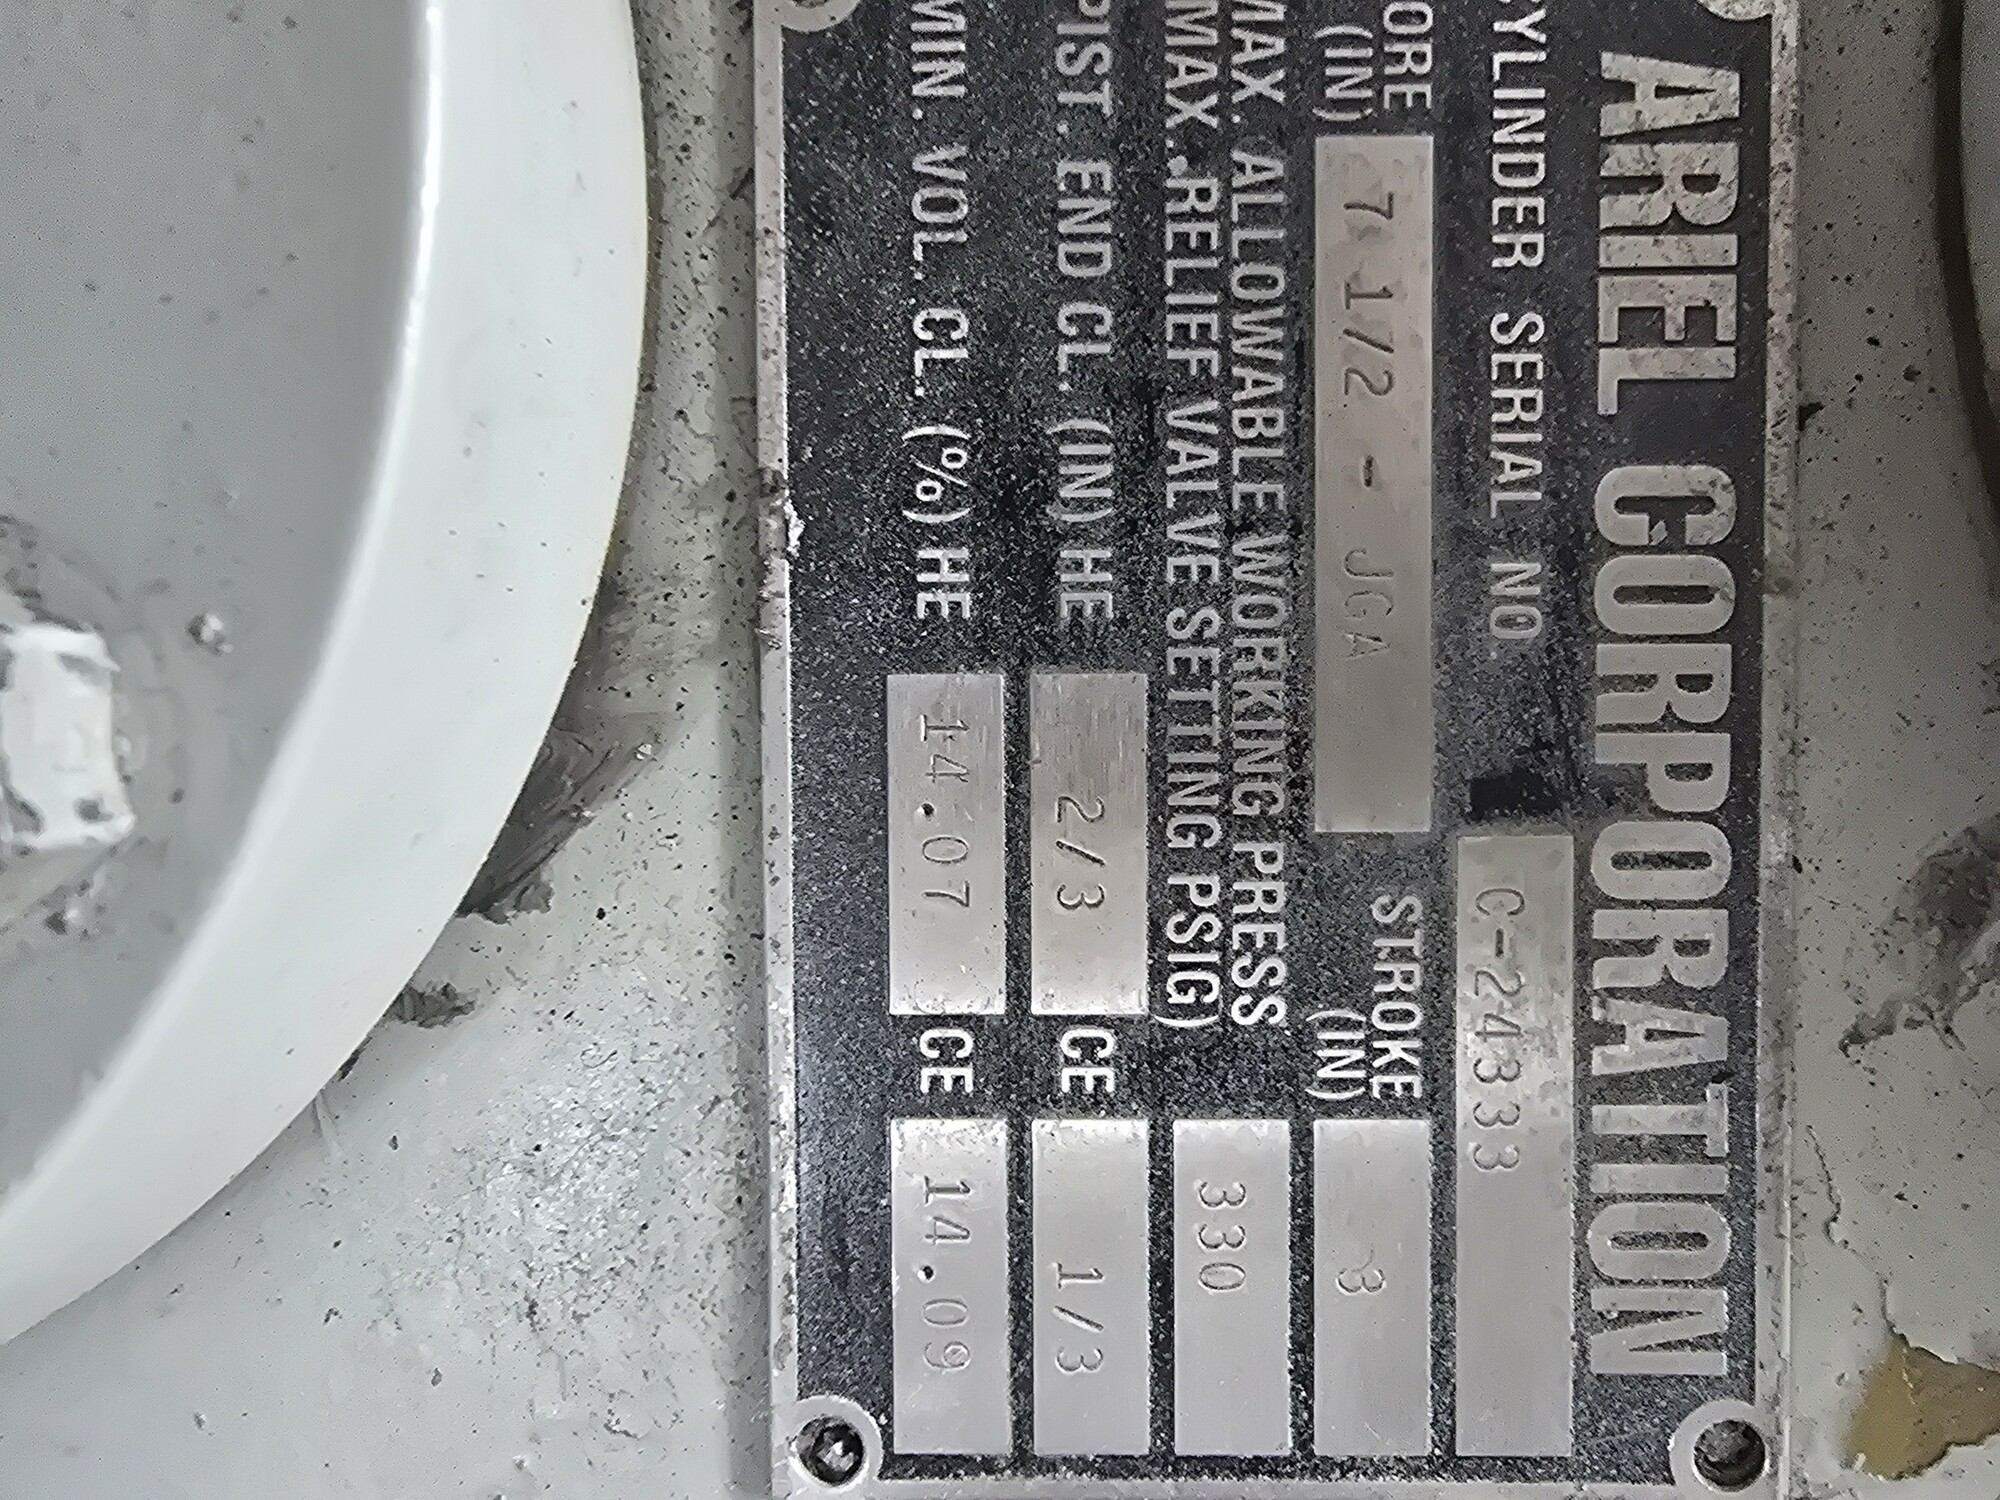 ARIEL CORPORATION
CYLINDER SERIAL NO C-24333
BORE (IN) 7 1/2 - JGA STROKE (IN) 3
MAX. ALLOWABLE WORKING PRESS
MAX. RELIEF VALVE SETTING PSIG) 330
PIST. END CL. (IN) HE 2/3 CE 1/3
MIN. VOL. CL. (%) HE 14.07 CE 14.09